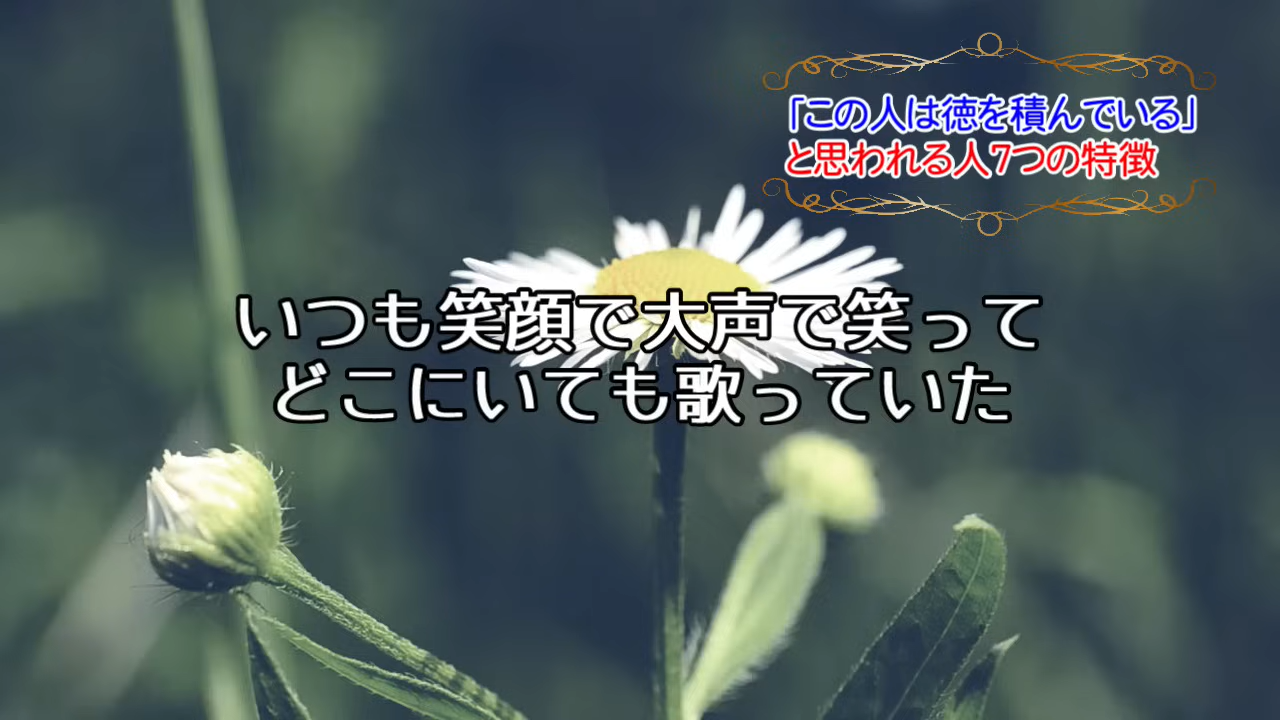 「この人は徳を積んでいる」
と思われる人7つの特徴
いつも笑顔で大声で笑って
どこにいても歌っていた